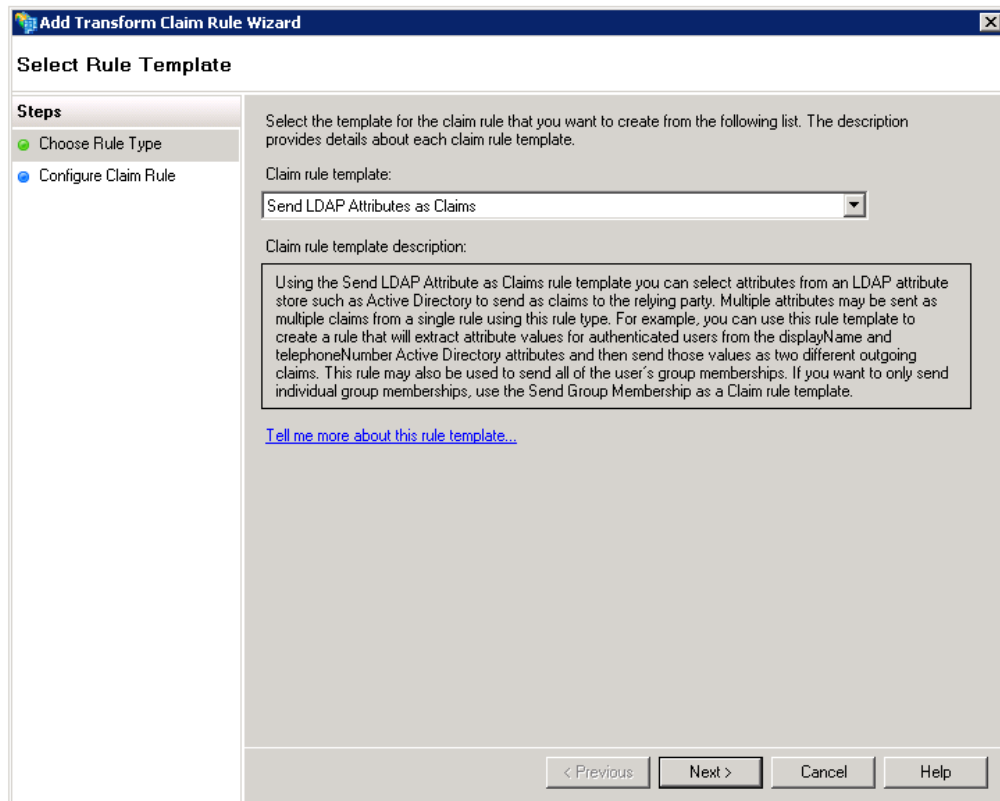 Add Transform Claim Rule Wizard
Select Rule Template
Steps
Choose Rule Type
Configure Claim Rule
Select the template for the claim rule that you want to create from the following list. The description
provides details about each claim rule template.
Claim rule template:
Send LDAP Attributes as Claims
Claim rule template description:
Using the Send LDAP Attribute as Claims rule template you can select attributes from an LDAP attribute
store such as Active Directory to send as claims to the relying party. Multiple attributes may be sent as
multiple claims from a single rule using this rule type. For example, you can use this rule template to
create a rule that will extract attribute values for authenticated users from the displayName and
telephoneNumber Active Directory attributes and then send those values as two different outgoing
claims. This rule may also be used to send all of the user's group memberships. If you want to only send
individual group memberships, use the Send Group Membership as a Claim rule template.
Tell me more about this rule template...
< Previous
Next >
Cancel
Help